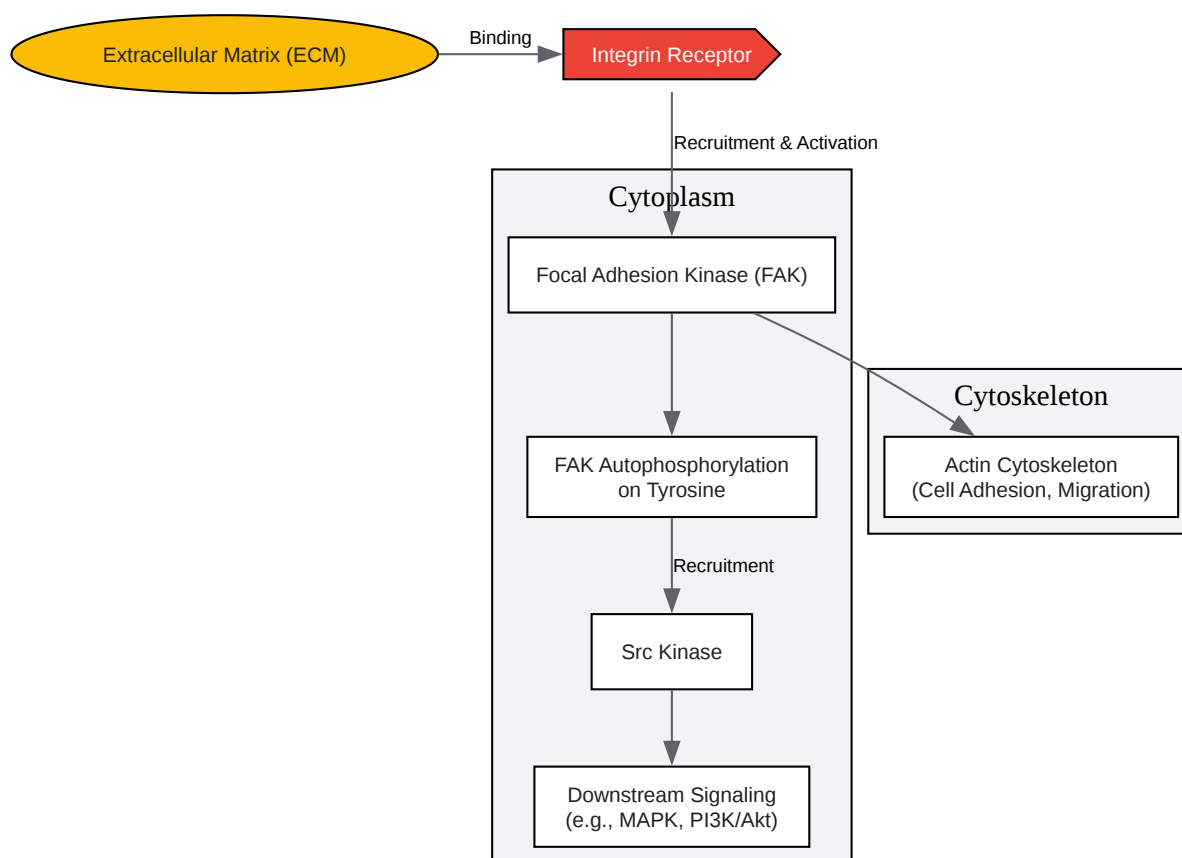 Extracellular Matrix (ECM)
Binding
Integrin Receptor
Recruitment & Activation
Cytoplasm
Focal Adhesion Kinase (FAK)
Cytoskeleton
FAK Autophosphorylation
on Tyrosine
Actin Cytoskeleton
(Cell Adhesion, Migration)
Recruitment
Src Kinase
Downstream Signaling
(e.g., MAPK, PI3K/Akt)